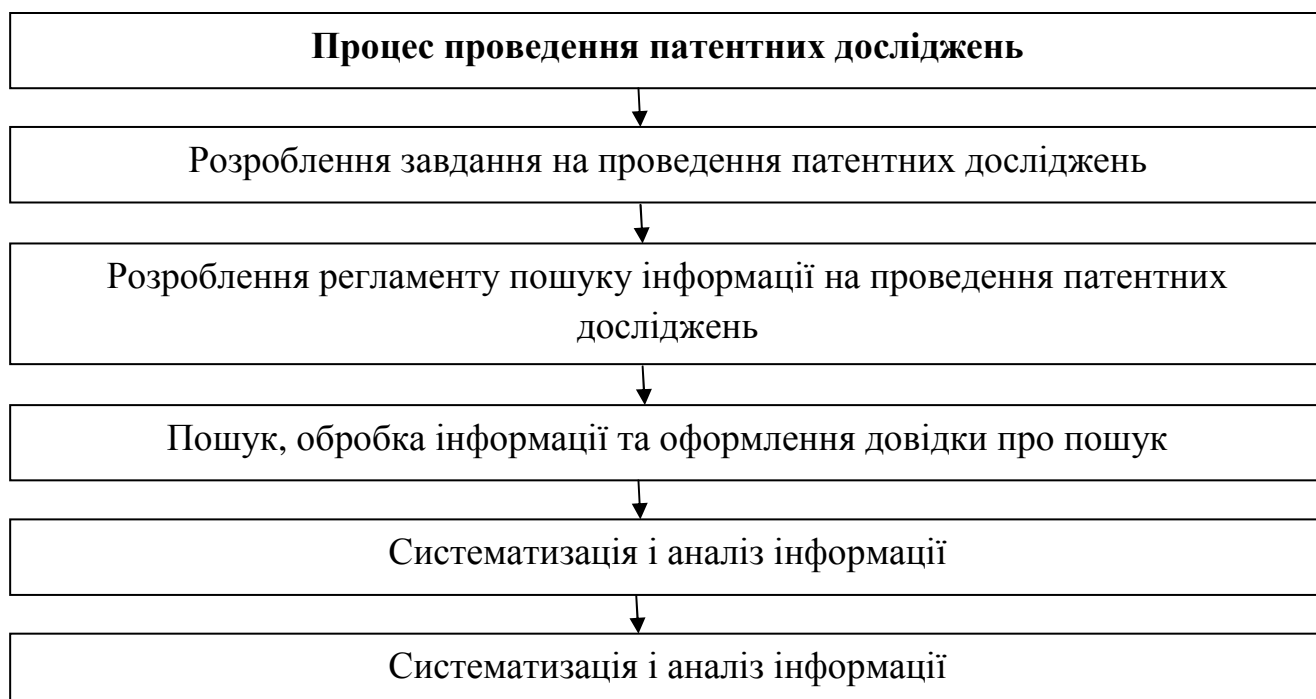 Процес проведення патентних досліджень
Розроблення завдання на проведення патентних досліджень
Розроблення регламенту пошуку інформації на проведення патентних
досліджень
Пошук, обробка інформації та оформлення довідки про пошук
Систематизація і аналіз інформації
Систематизація і аналіз інформації